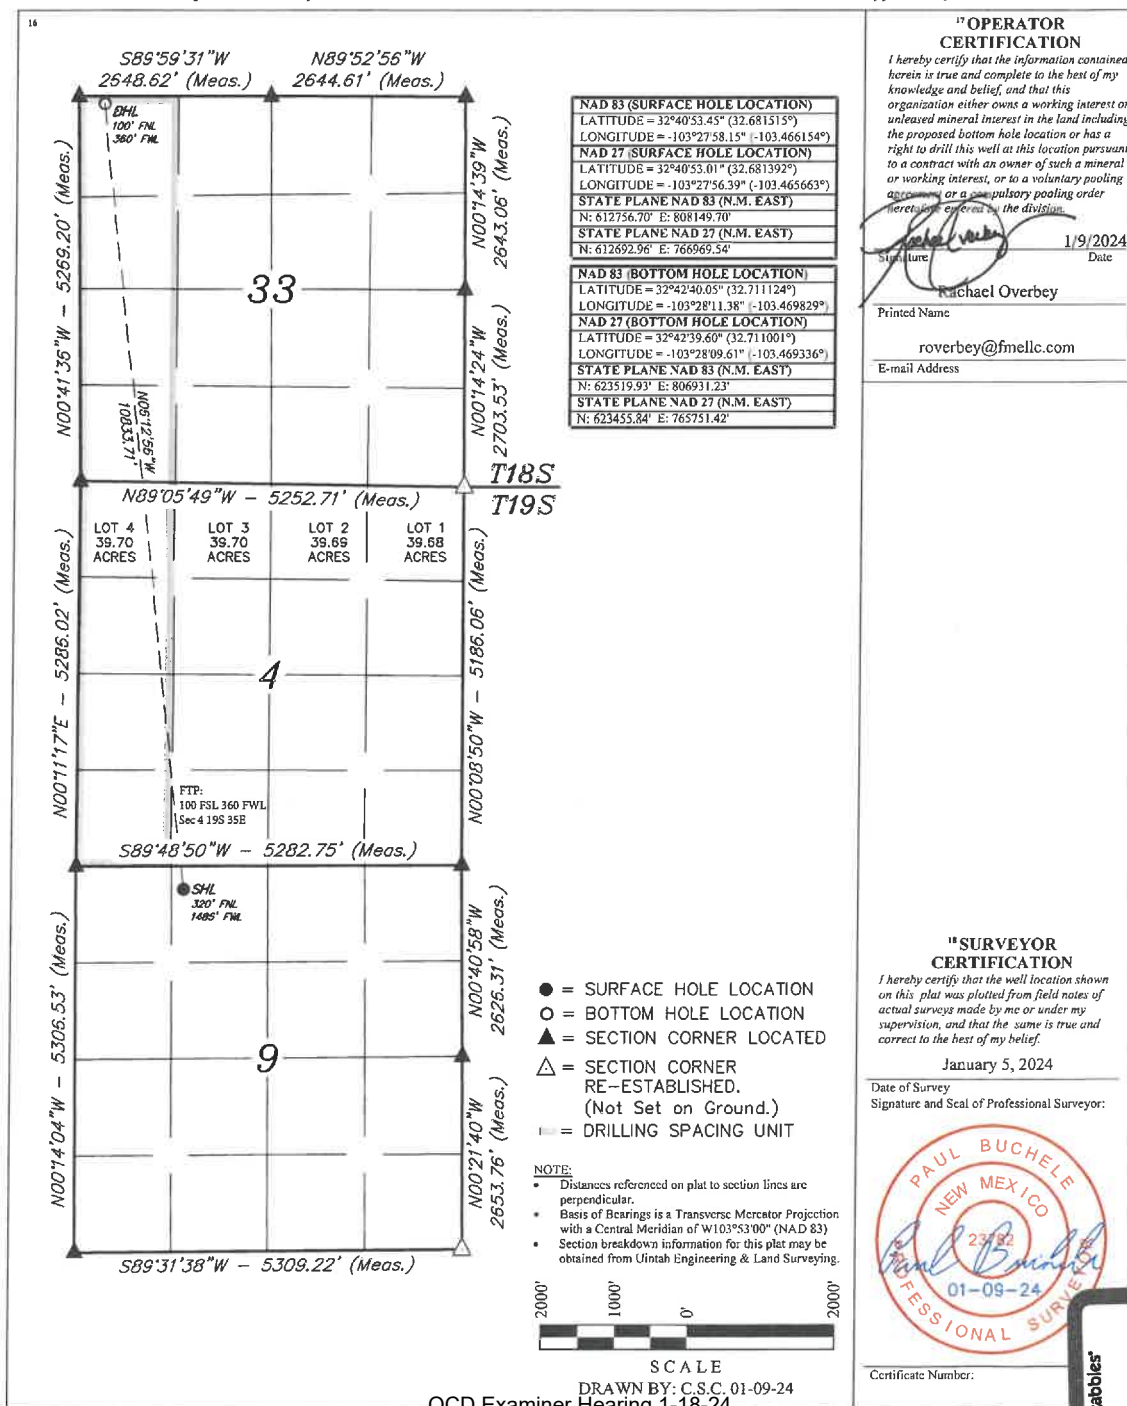 16
S89°59'31"W
2648.62' (Meas.)
N89°52'56"W
2644.61' (Meas.)
BHL
100' FNL
360' FWL
N00°41'35"W – 5269.20' (Meas.)
N00°14'39"W
2643.06' (Meas.)
33
N00°14'24"W
2703.53' (Meas.)
N05°12'56"W
10833.71'
T18S
T19S
N89°05'49"W – 5252.71' (Meas.)
LOT 4
39.70
ACRES
LOT 3
39.70
ACRES
LOT 2
39.69
ACRES
LOT 1
39.68
ACRES
N00°11'17"E – 5286.02' (Meas.)
4
N00°08'50"W – 5186.06' (Meas.)
FTP:
100 FSL 360 FWL
Sec 4 19S 35E
S89°48'50"W – 5282.75' (Meas.)
SHL
320' FNL
1485' FWL
N00°14'04"W – 5306.53' (Meas.)
N00°40'58"W
2626.31' (Meas.)
9
N00°21'40"W
2653.76' (Meas.)
S89°31'38"W – 5309.22' (Meas.)
NAD 83 (SURFACE HOLE LOCATION)
LATITUDE = 32°40'53.45" (32.681515°)
LONGITUDE = -103°27'58.15" (-103.466154°)
NAD 27 (SURFACE HOLE LOCATION)
LATITUDE = 32°40'53.01" (32.681392°)
LONGITUDE = -103°27'56.39" (-103.465663°)
STATE PLANE NAD 83 (N.M. EAST)
N: 612756.70' E: 808149.70'
STATE PLANE NAD 27 (N.M. EAST)
N: 612692.96' E: 766969.54'
NAD 83 (BOTTOM HOLE LOCATION)
LATITUDE = 32°42'40.05" (32.711124°)
LONGITUDE = -103°28'11.38" (-103.469829°)
NAD 27 (BOTTOM HOLE LOCATION)
LATITUDE = 32°42'39.60" (32.711001°)
LONGITUDE = -103°28'09.61" (-103.469336°)
STATE PLANE NAD 83 (N.M. EAST)
N: 623519.93' E: 806931.23'
STATE PLANE NAD 27 (N.M. EAST)
N: 623455.84' E: 765751.42'
● = SURFACE HOLE LOCATION
○ = BOTTOM HOLE LOCATION
▲ = SECTION CORNER LOCATED
△ = SECTION CORNER
RE-ESTABLISHED.
(Not Set on Ground.)
= DRILLING SPACING UNIT
NOTE:
• Distances referenced on plat to section lines are
perpendicular.
• Basis of Bearings is a Transverse Mercator Projection
with a Central Meridian of W103°53'00" (NAD 83)
• Section breakdown information for this plat may be
obtained from Uintah Engineering & Land Surveying.
2000' 1000' 0' 2000'
SCALE
DRAWN BY: C.S.C. 01-09-24
OCD Examiner Hearing 1-18-24
17 OPERATOR
CERTIFICATION
I hereby certify that the information contained
herein is true and complete to the best of my
knowledge and belief, and that this
organization either owns a working interest or
unleased mineral interest in the land including
the proposed bottom hole location or has a
right to drill this well at this location pursuant
to a contract with an owner of such a mineral
or working interest, or to a voluntary pooling
agreement or a compulsory pooling order
heretofore entered by the division.
1/9/2024
Signature Date
Rachael Overbey
Printed Name
roverbey@fmellc.com
E-mail Address
18 SURVEYOR
CERTIFICATION
I hereby certify that the well location shown
on this plat was plotted from field notes of
actual surveys made by me or under my
supervision, and that the same is true and
correct to the best of my belief.
January 5, 2024
Date of Survey
Signature and Seal of Professional Surveyor:
PAUL BUCHELE
NEW MEXICO
23782
01-09-24
PROFESSIONAL SURVEYOR
Certificate Number:
abbies'